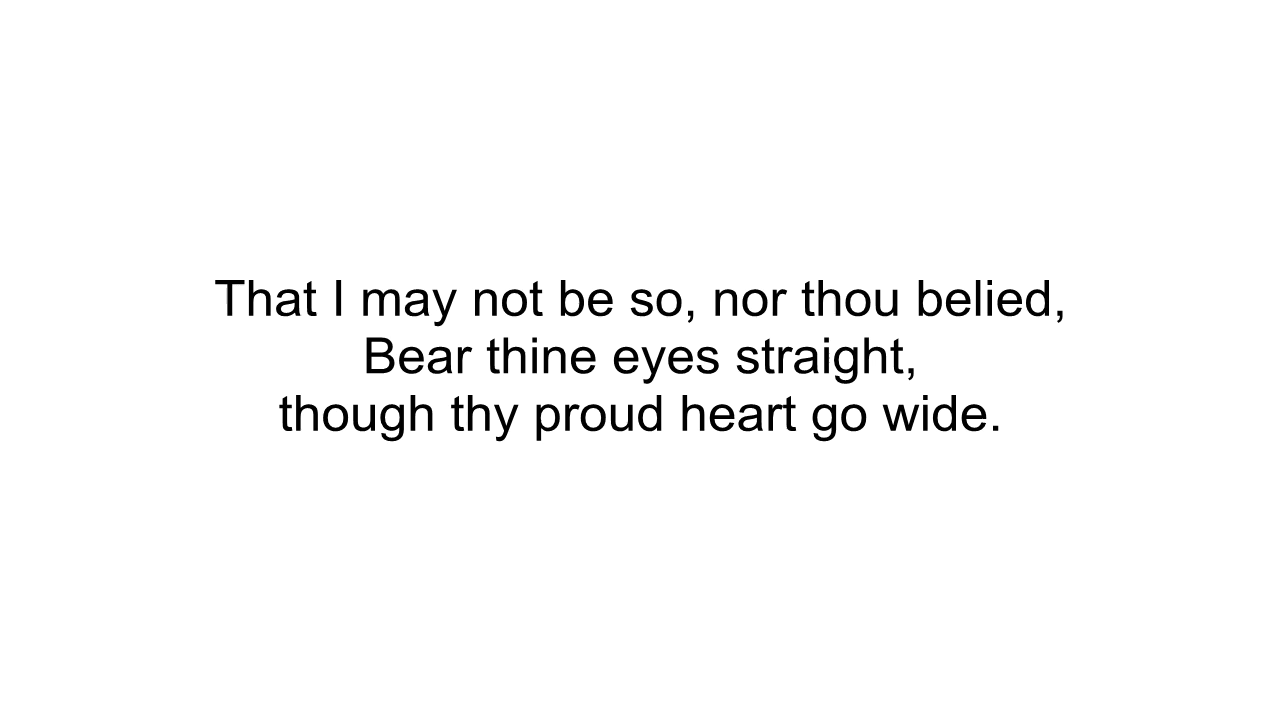 That I may not be so, nor thou belied,
Bear thine eyes straight,
though thy proud heart go wide.